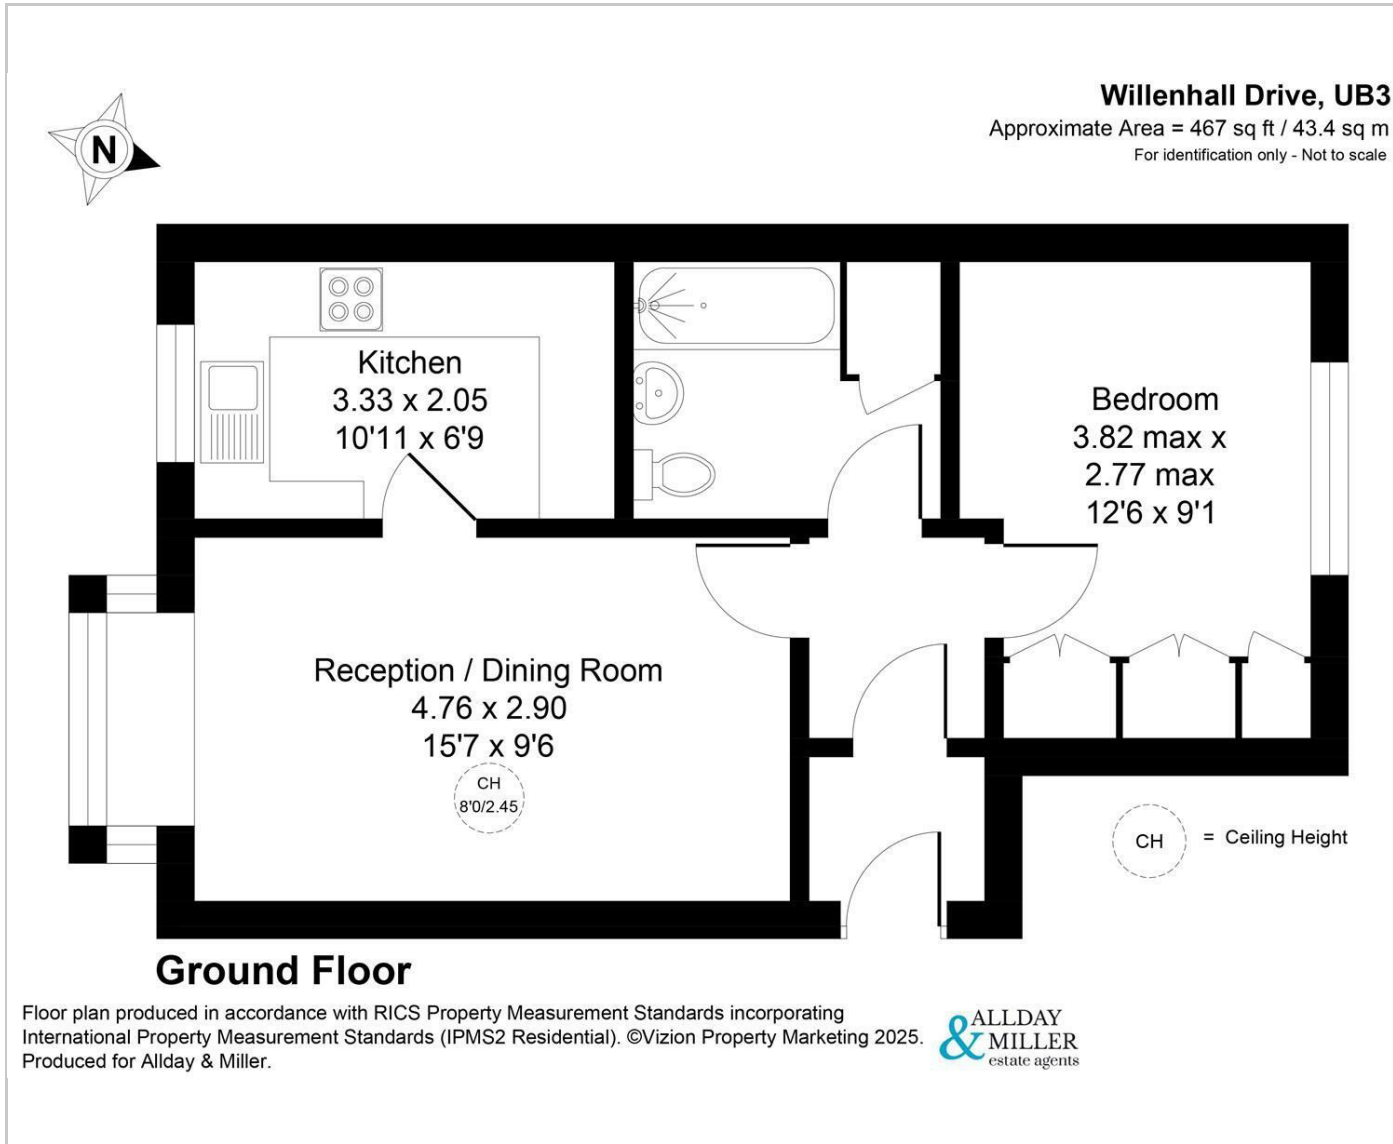 N
Willenhall Drive, UB3
Approximate Area = 467 sq ft / 43.4 sq m
For identification only - Not to scale
Kitchen
3.33 x 2.05
10'11 x 6'9
Bedroom
3.82 max x
2.77 max
12'6 x 9'1
Reception / Dining Room
4.76 x 2.90
15'7 x 9'6
CH
8'0/2.45
CH = Ceiling Height
Ground Floor
Floor plan produced in accordance with RICS Property Measurement Standards incorporating
International Property Measurement Standards (IPMS2 Residential). ©Vizion Property Marketing 2025.
Produced for Allday & Miller.
ALLDAY
& MILLER
estate agents